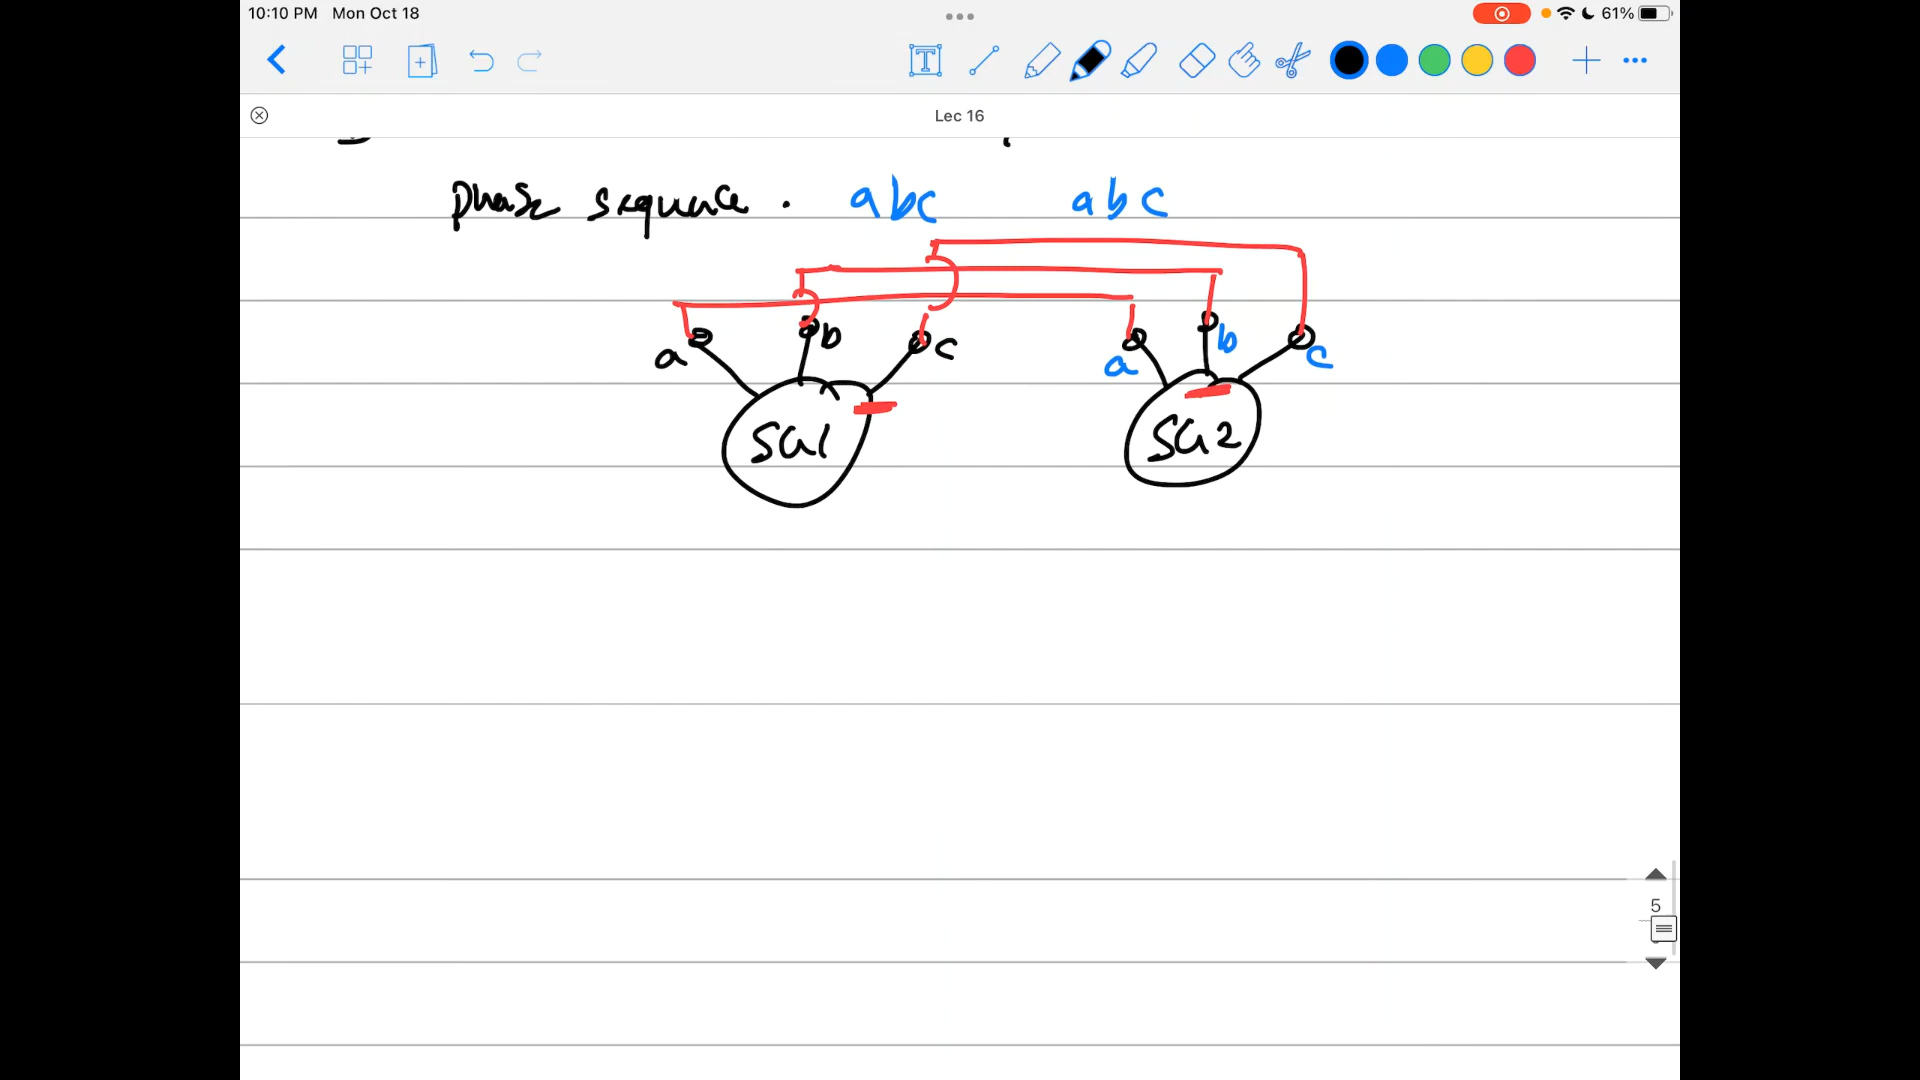 10:10 PM Mon Oct 18 61%
T
Lec 16
phase sequence. abc abc
a b c a b c
SG1 SG2
5